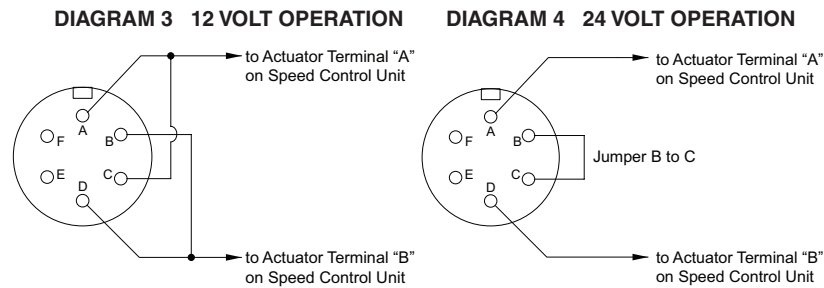 DIAGRAM 3 12 VOLT OPERATION
to Actuator Terminal “A”
on Speed Control Unit
A
F
B
E
C
D
to Actuator Terminal “B”
on Speed Control Unit
DIAGRAM 4 24 VOLT OPERATION
to Actuator Terminal “A”
on Speed Control Unit
A
F
B
Jumper B to C
E
C
D
to Actuator Terminal “B”
on Speed Control Unit